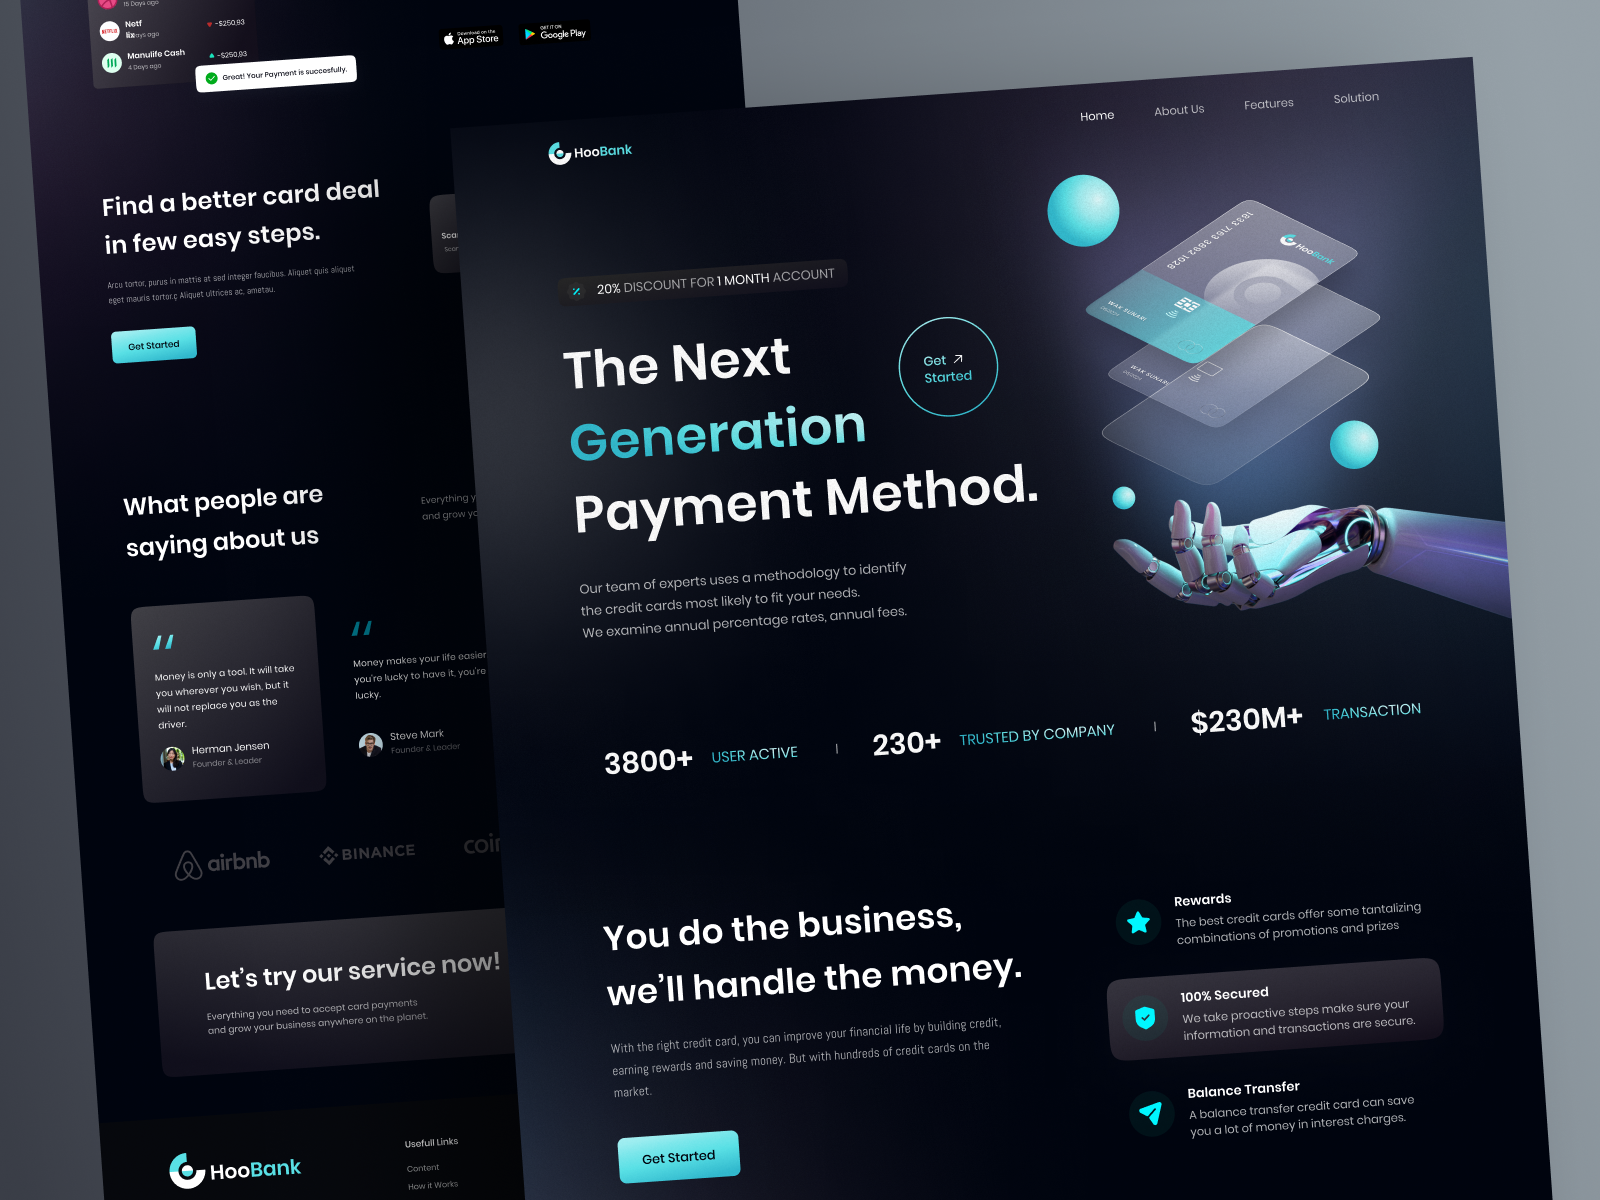 15 Days ago
NETFLIX
Netf
lix
days ago
-$250,93
Manulife Cash
4 Days ago
-$250,93
Great! Your Payment is succesfully.
Download on the
App Store
GET IT ON
Google Play
Find a better card deal
in few easy steps.
Arcu tortor, purus in mattis at sed integer faucibus. Aliquet quis aliquet
eget mauris tortor.ç Aliquet ultrices ac, ametau.
Get Started
What people are
saying about us
Everything y
and grow yo
Money is only a tool. It will take
you wherever you wish, but it
will not replace you as the
driver.
Herman Jensen
Founder & Leader
Money makes your life easier
you're lucky to have it, you're
lucky.
Steve Mark
Founder & Leader
airbnb
BINANCE
coin
Let's try our service now!
Everything you need to accept card payments
and grow your business anywhere on the planet.
HooBank
Usefull Links
Content
How it Works
HooBank
Home
About Us
Features
Solution
20% DISCOUNT FOR 1 MONTH ACCOUNT
The Next
Generation
Payment Method.
Get
Started
1833 7163 3892 1028
HooBank
WAK SUNARI
WAK SUNARI
Our team of experts uses a methodology to identify
the credit cards most likely to fit your needs.
We examine annual percentage rates, annual fees.
3800+ USER ACTIVE
230+ TRUSTED BY COMPANY
$230M+ TRANSACTION
You do the business,
we'll handle the money.
With the right credit card, you can improve your financial life by building credit,
earning rewards and saving money. But with hundreds of credit cards on the
market.
Get Started
Rewards
The best credit cards offer some tantalizing
combinations of promotions and prizes
100% Secured
We take proactive steps make sure your
information and transactions are secure.
Balance Transfer
A balance transfer credit card can save
you a lot of money in interest charges.